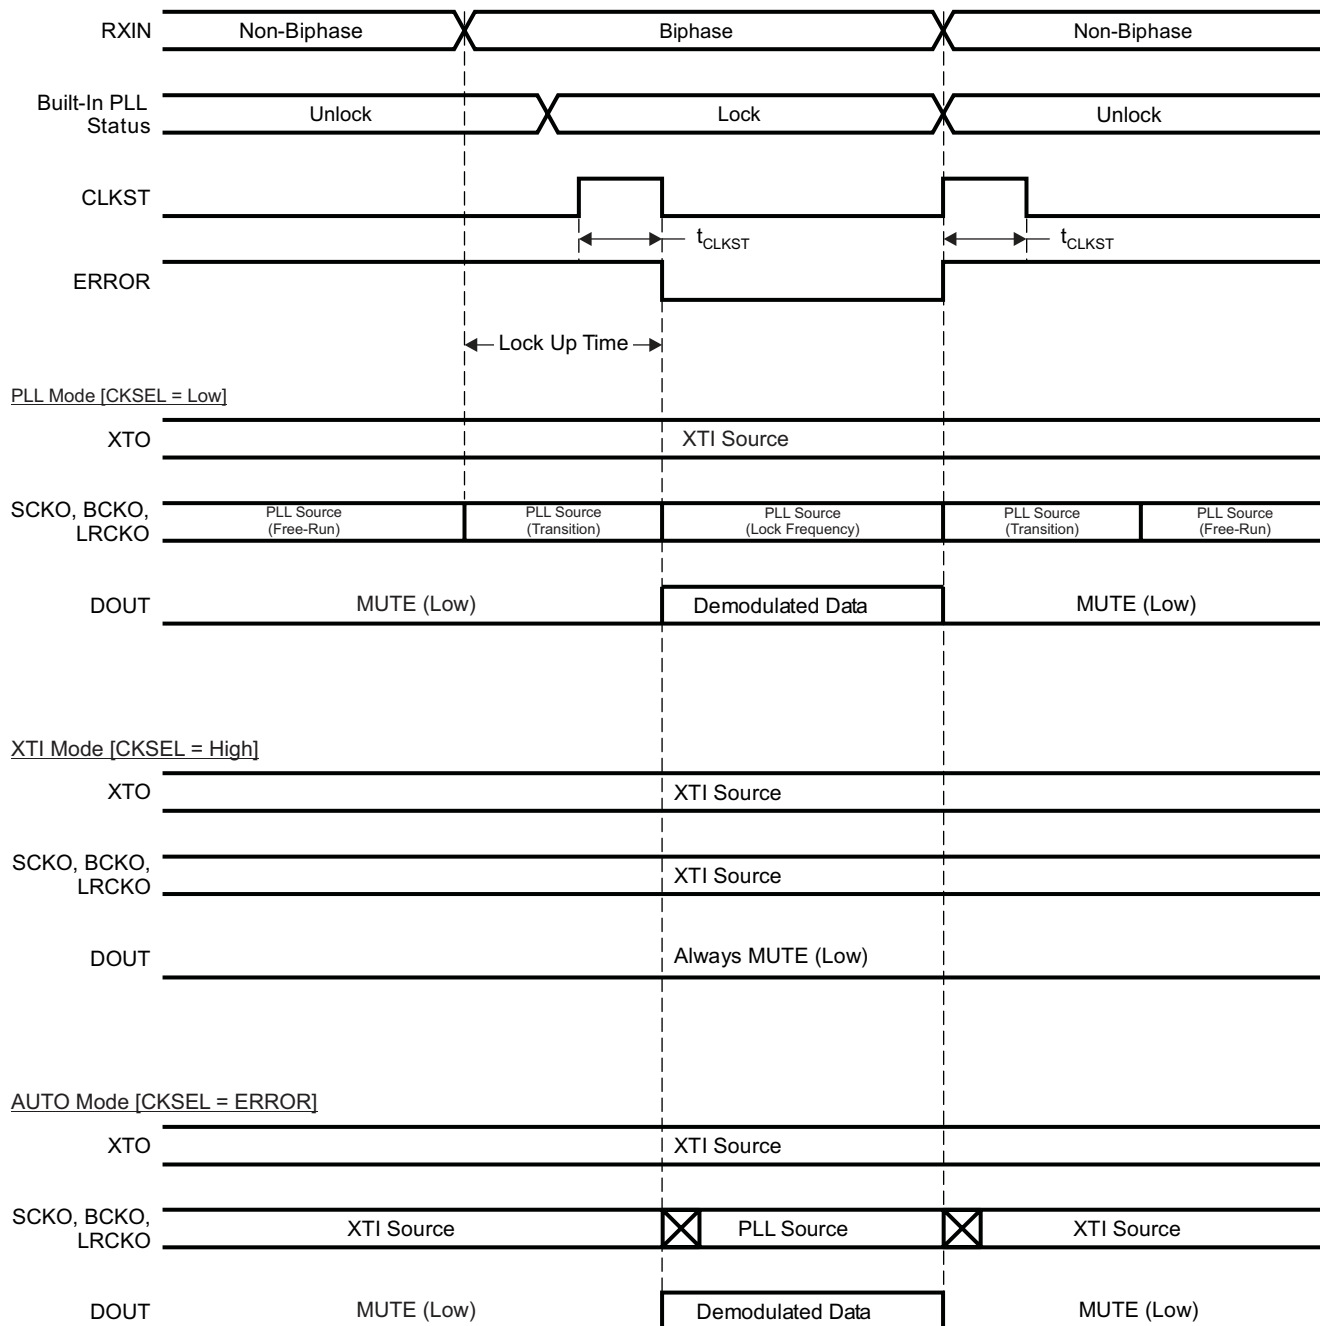 RXIN Non-Biphase Biphase Non-Biphase
Built-In PLL
Status Unlock Lock Unlock
CLKST
tCLKST tCLKST
ERROR
Lock Up Time
PLL Mode [CKSEL = Low]
XTO XTI Source
SCKO, BCKO,
LRCKO
PLL Source
(Free-Run)
PLL Source
(Transition)
PLL Source
(Lock Frequency)
PLL Source
(Transition)
PLL Source
(Free-Run)
DOUT MUTE (Low) Demodulated Data MUTE (Low)
XTI Mode [CKSEL = High]
XTO XTI Source
SCKO, BCKO,
LRCKO XTI Source
DOUT Always MUTE (Low)
AUTO Mode [CKSEL = ERROR]
XTO XTI Source
SCKO, BCKO,
LRCKO XTI Source PLL Source XTI Source
DOUT MUTE (Low) Demodulated Data MUTE (Low)